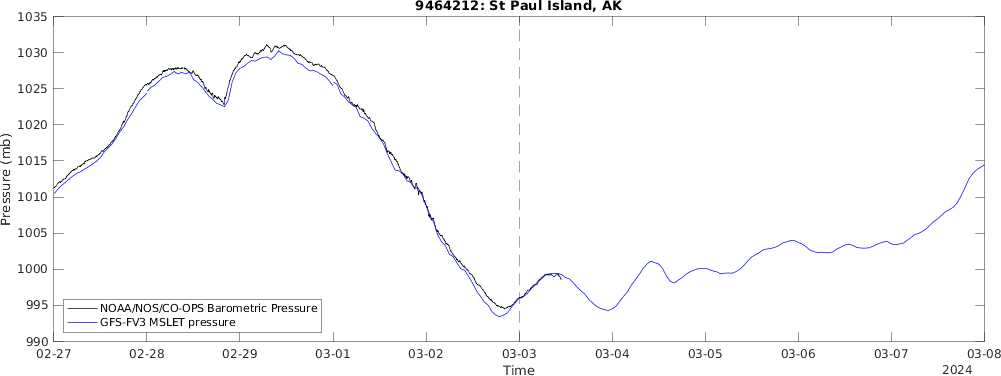 9464212: St Paul Island, AK
1035
1030
1025
1020
1015
1010
1005
1000
995
990
Pressure (mb)
NOAA/NOS/CO-OPS Barometric Pressure
GFS-FV3 MSLET pressure
02-27 02-28 02-29 03-01 03-02 03-03 03-04 03-05 03-06 03-07 03-08
Time
2024